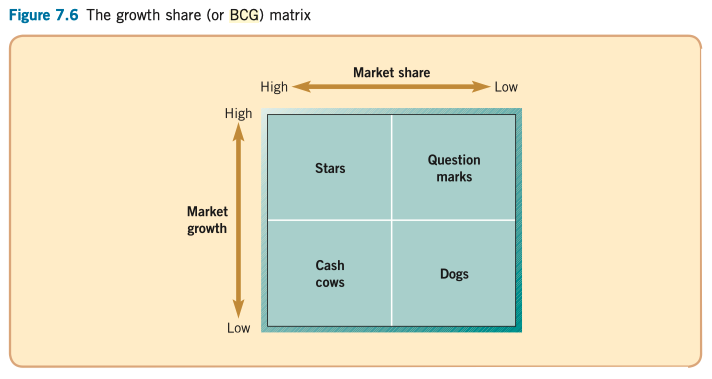 Figure 7.6 The growth share (or BCG) matrix
Market share
High
Low
High
Stars
Question
marks
Market
growth
Cash
cows
Dogs
Low